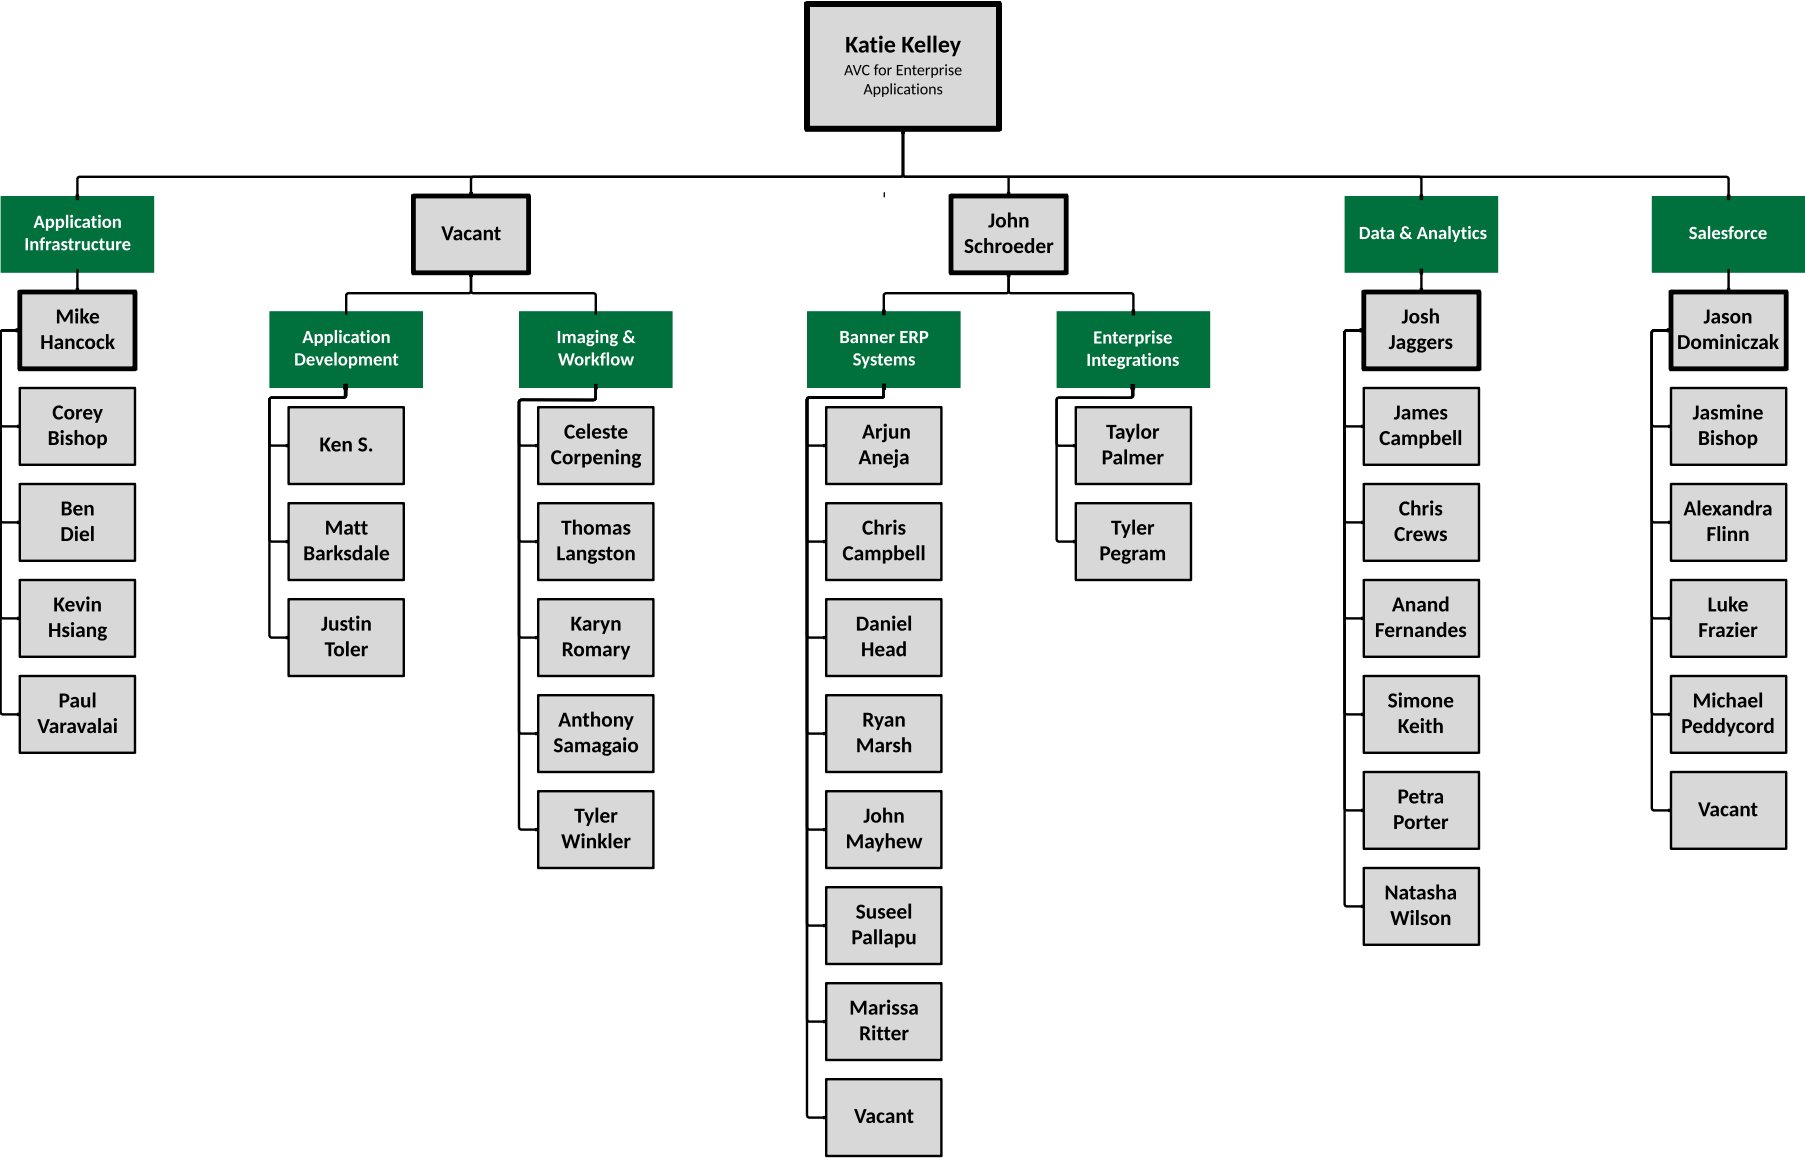 Katie Kelley
AVC for Enterprise
Applications
Application
Infrastructure
Mike
Hancock
Corey
Bishop
Ben
Diel
Kevin
Hsiang
Paul
Varavalai
Vacant
Application
Development
Ken S.
Matt
Barksdale
Justin
Toler
Imaging &
Workflow
Celeste
Corpening
Thomas
Langston
Karyn
Romary
Anthony
Samagaio
Tyler
Winkler
John
Schroeder
Banner ERP
Systems
Arjun
Aneja
Chris
Campbell
Daniel
Head
Ryan
Marsh
John
Mayhew
Suseel
Pallapu
Marissa
Ritter
Vacant
Enterprise
Integrations
Taylor
Palmer
Tyler
Pegram
Data & Analytics
Josh
Jaggers
James
Campbell
Chris
Crews
Anand
Fernandes
Simone
Keith
Petra
Porter
Natasha
Wilson
Salesforce
Jason
Dominiczak
Jasmine
Bishop
Alexandra
Flinn
Luke
Frazier
Michael
Peddycord
Vacant